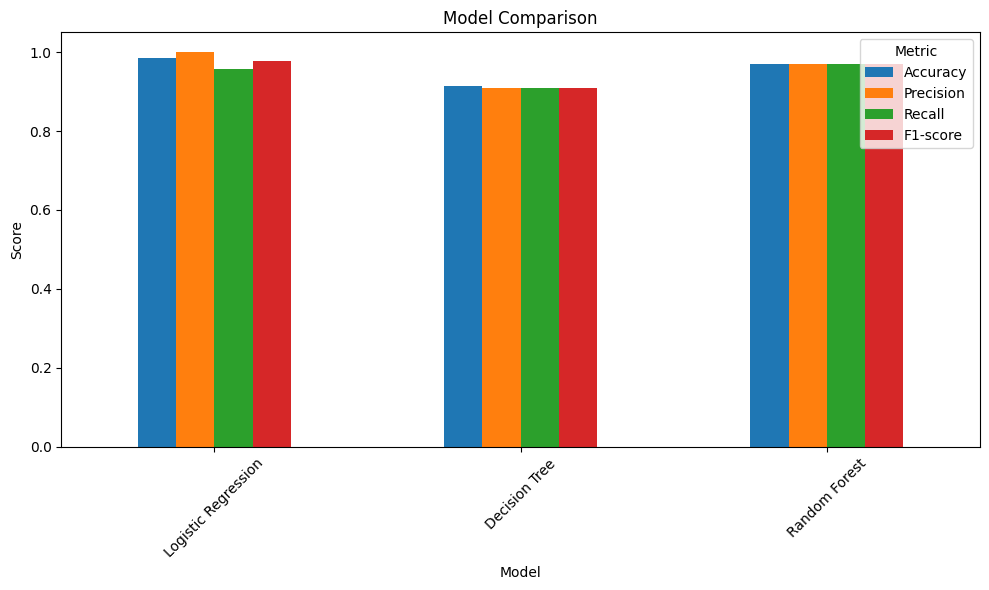 Model Comparison
Metric
Accuracy
Precision
Recall
F1-score
1.0
0.8
0.6
0.4
0.2
0.0
Score
Logistic Regression
Decision Tree
Random Forest
Model